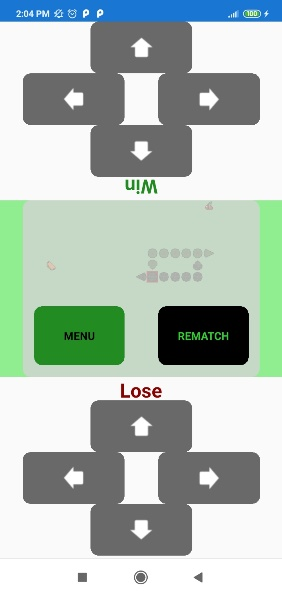 2:04 PM
100
Win
MENU
REMATCH
Lose